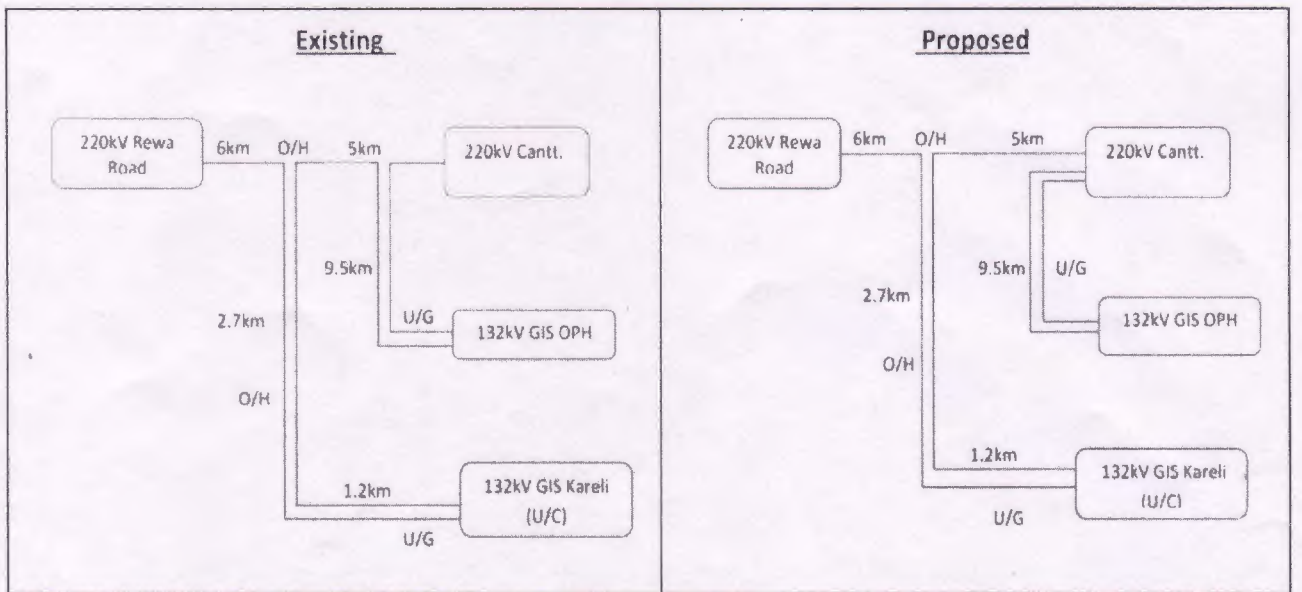 Existing
220kV Rewa
Road
6km
O/H
5km
220kV Cantt.
9.5km
U/G
132kV GIS OPH
2.7km
O/H
1.2km
132kV GIS Kareli
(U/C)
U/G
Proposed
220kV Rewa
Road
6km
O/H
5km
220kV Cantt.
9.5km
U/G
2.7km
132kV GIS OPH
O/H
1.2km
132kV GIS Kareli
(U/C)
U/G